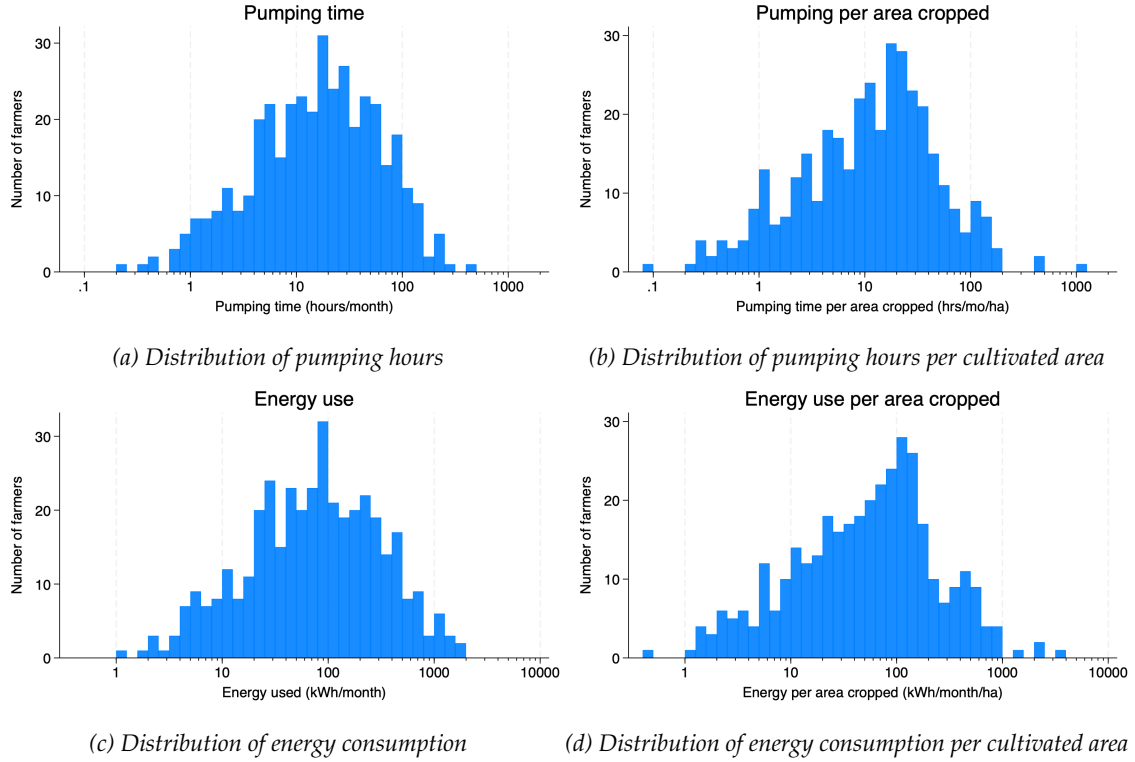 Pumping time
Number of farmers
30
20
10
0
.1 1 10 100 1000
Pumping time (hours/month)
(a) Distribution of pumping hours
Pumping per area cropped
Number of farmers
30
20
10
0
.1 1 10 100 1000
Pumping time per area cropped (hrs/mo/ha)
(b) Distribution of pumping hours per cultivated area
Energy use
Number of farmers
30
20
10
0
1 10 100 1000 10000
Energy used (kWh/month)
(c) Distribution of energy consumption
Energy use per area cropped
Number of farmers
30
20
10
0
1 10 100 1000 10000
Energy per area cropped (kWh/month/ha)
(d) Distribution of energy consumption per cultivated area